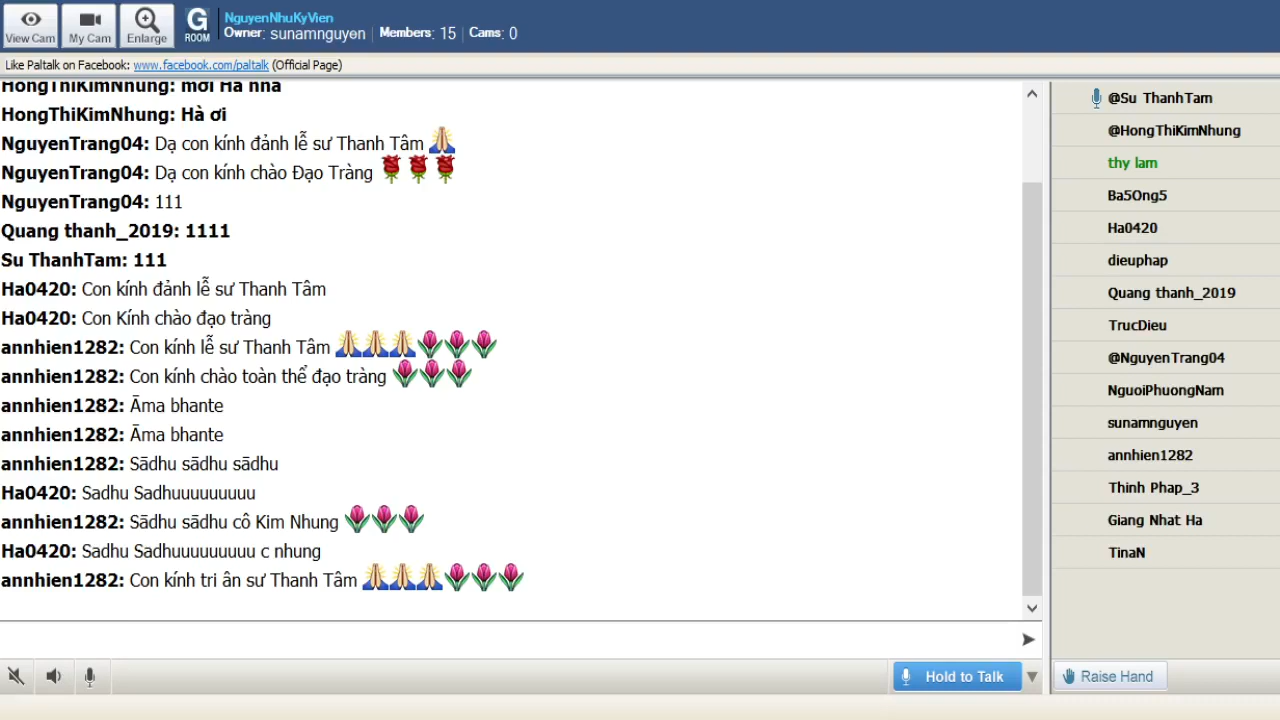 View Cam
My Cam
Enlarge
G
ROOM
NguyenNhuKyVien
Owner: sunamnguyen Members: 15 Cams: 0
Like Paltalk on Facebook: www.facebook.com/paltalk (Official Page)
HongThiKimNhung: mời Hà nha
HongThiKimNhung: Hà ơi
NguyenTrang04: Dạ con kính đảnh lễ sư Thanh Tâm
NguyenTrang04: Dạ con kính chào Đạo Tràng
NguyenTrang04: 111
Quang thanh_2019: 1111
Su ThanhTam: 111
Ha0420: Con kính đảnh lễ sư Thanh Tâm
Ha0420: Con Kính chào đạo tràng
annhien1282: Con kính lễ sư Thanh Tâm
annhien1282: Con kính chào toàn thể đạo tràng
annhien1282: Āma bhante
annhien1282: Āma bhante
annhien1282: Sādhu sādhu sādhu
Ha0420: Sadhu Sadhuuuuuuuuu
annhien1282: Sādhu sādhu cô Kim Nhung
Ha0420: Sadhu Sadhuuuuuuuuu c nhung
annhien1282: Con kính tri ân sư Thanh Tâm
@Su ThanhTam
@HongThiKimNhung
thy lam
Ba5Ong5
Ha0420
dieuphap
Quang thanh_2019
TrucDieu
@NguyenTrang04
NguoiPhuongNam
sunamnguyen
annhien1282
Thinh Phap_3
Giang Nhat Ha
TinaN
Hold to Talk
Raise Hand